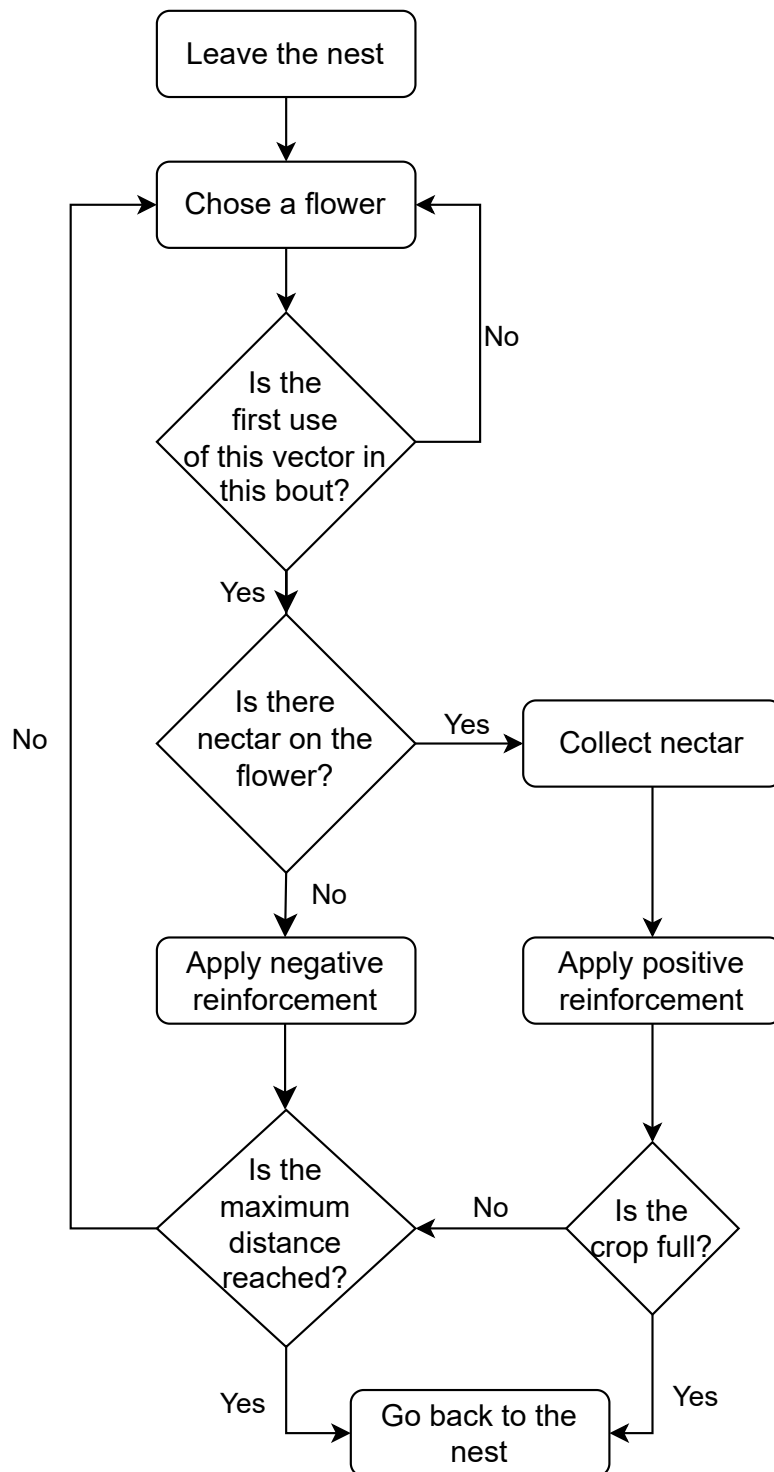 Leave the nest
Chose a flower
No
Is the
first use
of this vector in
this bout?
Yes
Is there
nectar on the
flower?
Yes
Collect nectar
No
No
Apply negative
reinforcement
Apply positive
reinforcement
Is the
maximum
distance
reached?
No
Is the
crop full?
Yes
Go back to the
nest
Yes